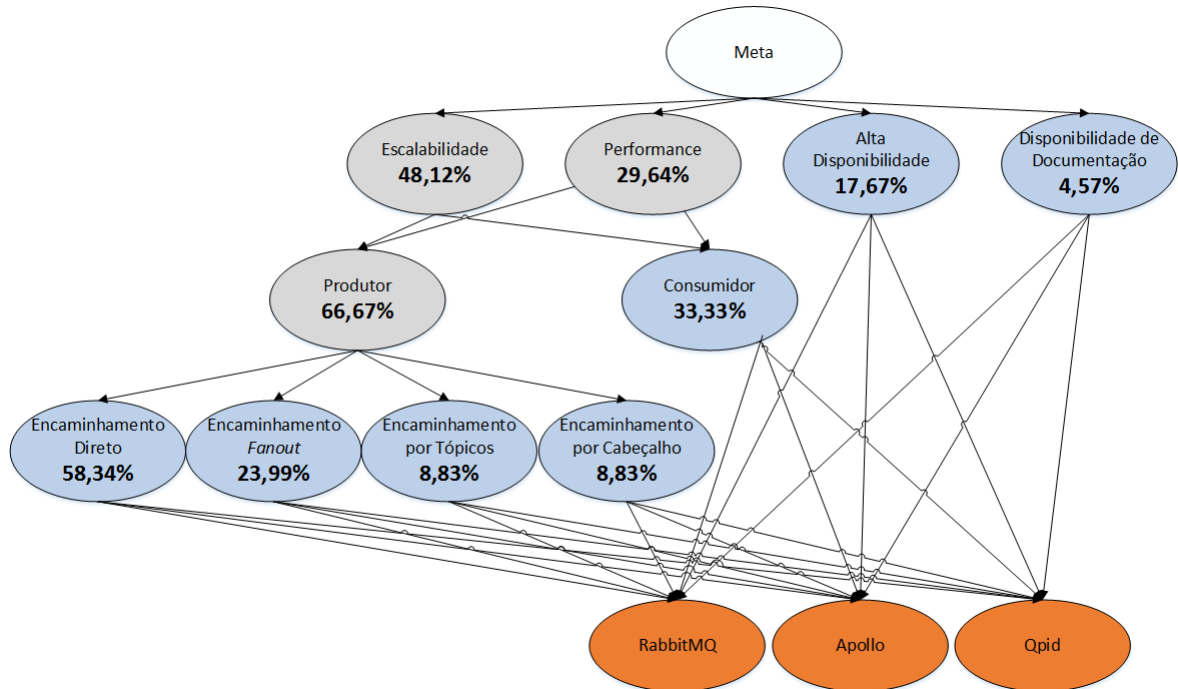 Meta
Escalabilidade
48,12%
Performance
29,64%
Alta
Disponibilidade
17,67%
Disponibilidade de
Documentação
4,57%
Produtor
66,67%
Consumidor
33,33%
Encaminhamento
Direto
58,34%
Encaminhamento
Fanout
23,99%
Encaminhamento
por Tópicos
8,83%
Encaminhamento
por Cabeçalho
8,83%
RabbitMQ
Apollo
Qpid